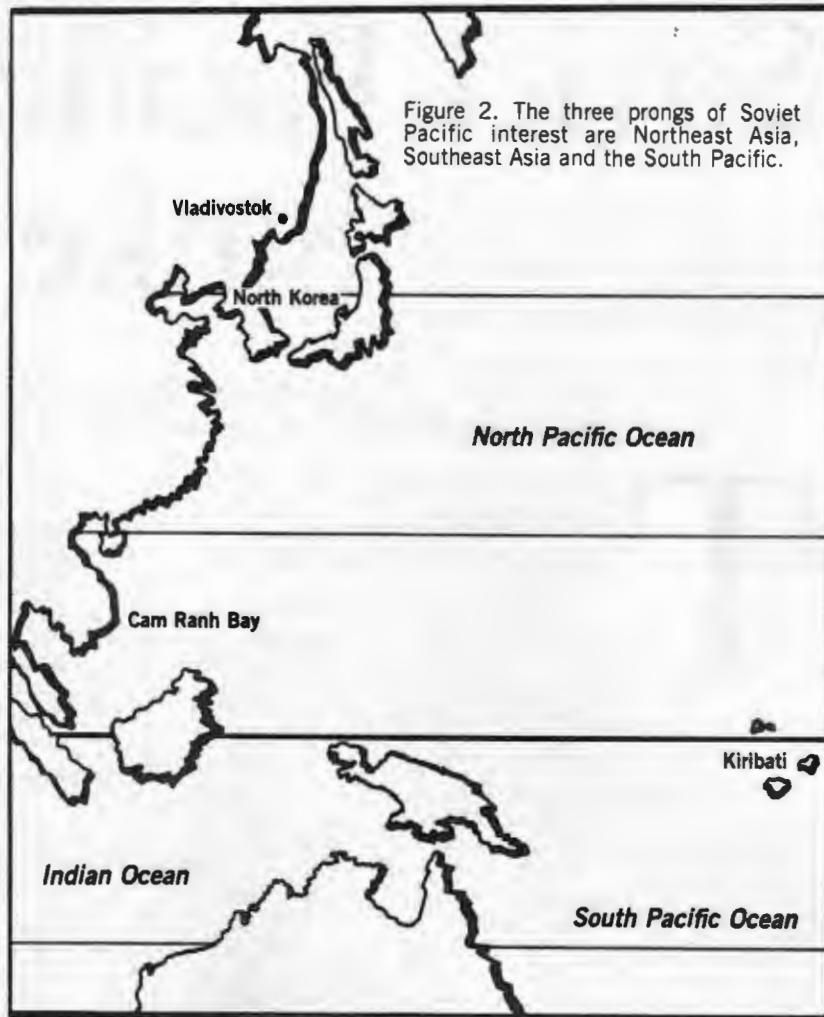 Figure 2. The three prongs of Soviet
Pacific interest are Northeast Asia,
Southeast Asia and the South Pacific.
Vladivostok
North Korea
North Pacific Ocean
Cam Ranh Bay
Kiribati
Indian Ocean
South Pacific Ocean